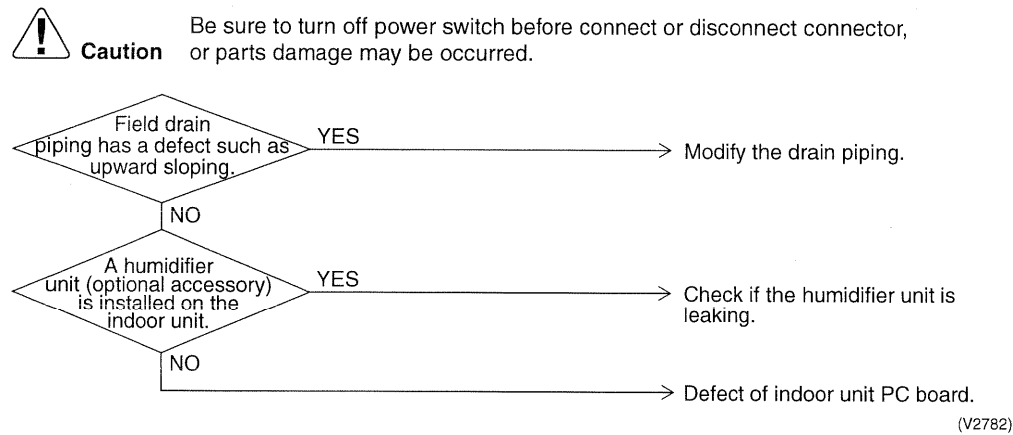 Be sure to turn off power switch before connect or disconnect connector,
Caution or parts damage may be occurred.
Field drain
piping has a defect such as
upward sloping.
YES
Modify the drain piping.
NO
A humidifier
unit (optional accessory)
is installed on the
indoor unit.
YES
Check if the humidifier unit is
leaking.
NO
Defect of indoor unit PC board.
(V2782)